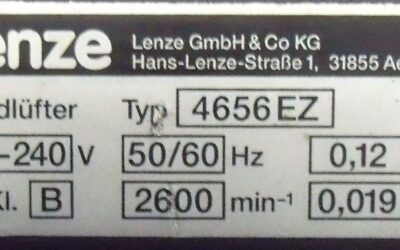 enze Lenze GmbH & Co KG
Hans-Lenze-Straße 1, 31855 Ae
dlüfter Typ 4656 EZ
-240 V 50/60 Hz 0,12
Kl. B 2600 min⁻¹ 0,019